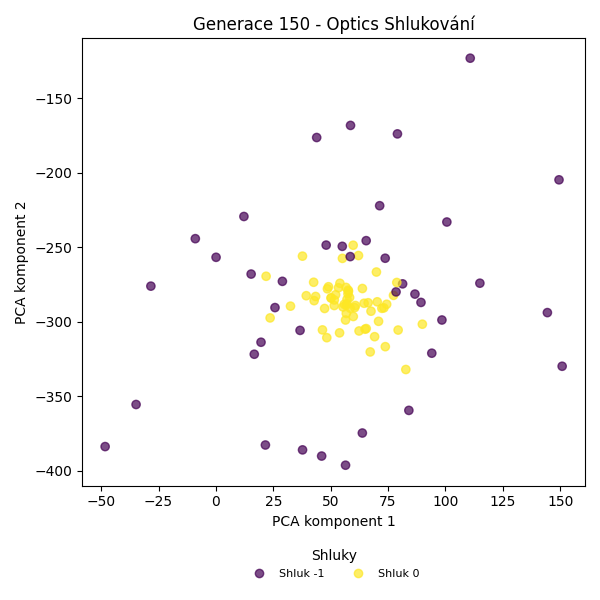 Generace 150 - Optics Shlukování
PCA komponent 2
−150
−200
−250
−300
−350
−400
−50 −25 0 25 50 75 100 125 150
PCA komponent 1
Shluky
Shluk -1 Shluk 0